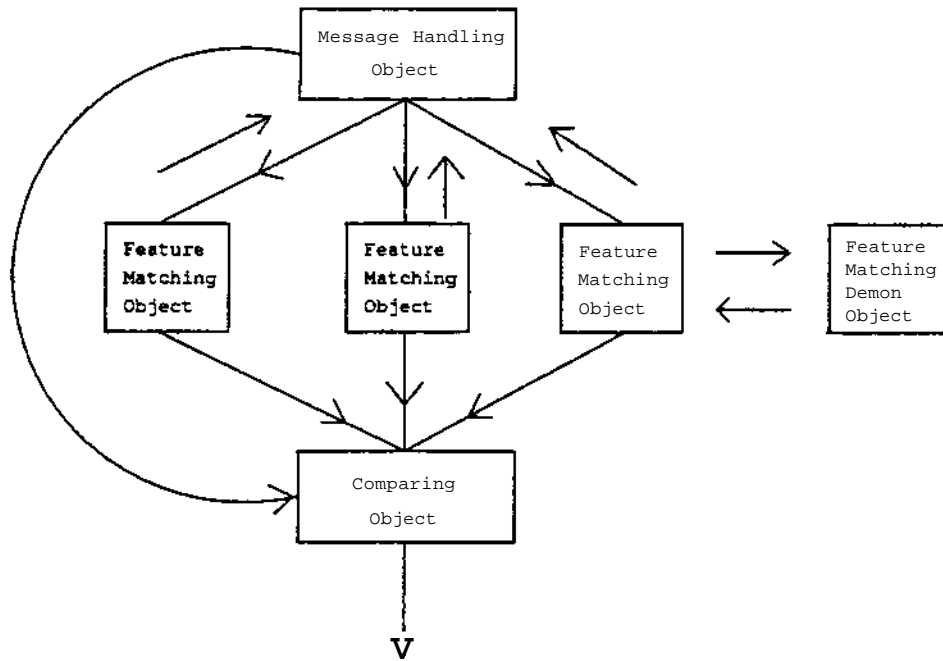 Message Handling
Object
Feature
Matching
Object
Feature
Matching
Object
Feature
Matching
Object
Feature
Matching
Demon
Object
Comparing
Object
V